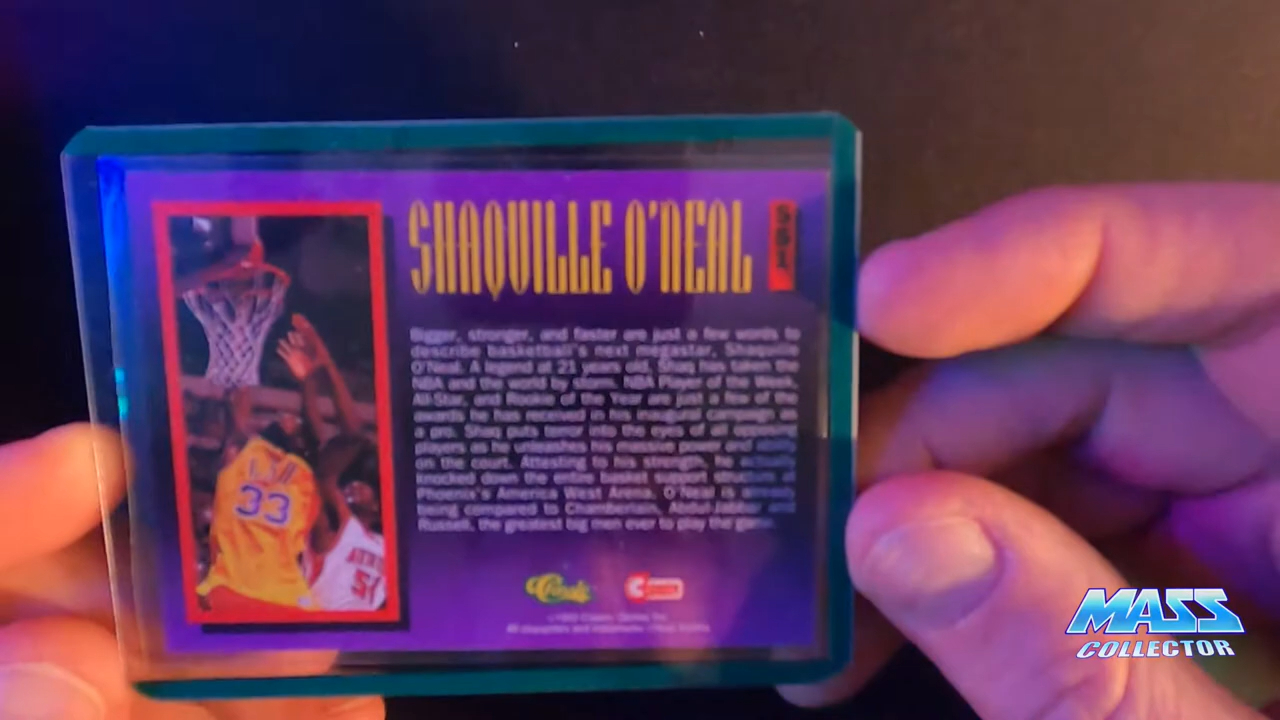 SHAQUILLE O'NEAL
Bigger, stronger, and faster are just a few words to
describe basketball's next megastar, Shaquille
O'Neal. A legend at 21 years old, Shaq has taken the
NBA and the world by storm. NBA Player of the Week,
All-Star, and Rookie of the Year are just a few of the
awards he has received in his inaugural campaign as
a pro. Shaq puts terror into the eyes of all opposing
players as he unleashes his massive power and ability
on the court. Attesting to his strength, he actually
knocked down the entire basket support structure at
Phoenix's America West Arena. O'Neal is already
being compared to Chamberlain, Abdul-Jabbar and
Russell, the greatest big men ever to play the game.
LSU
33
Classic
MASS
COLLECTOR